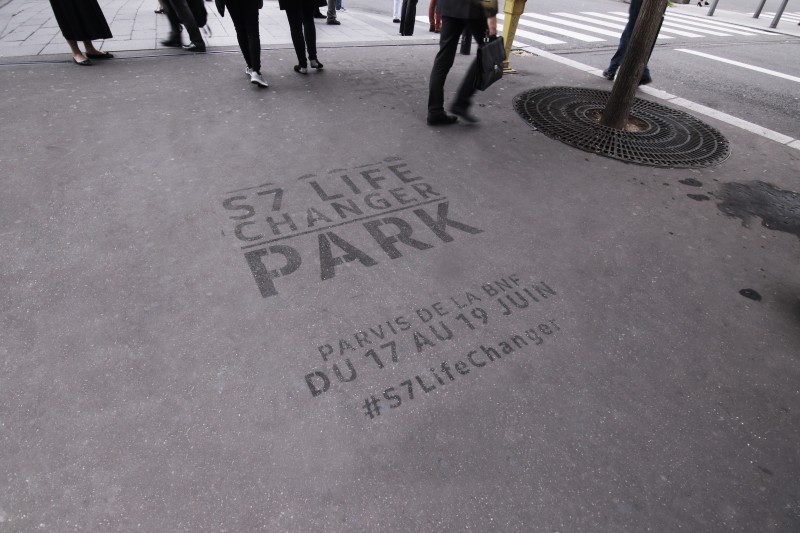 S7 LIFE
CHANGER
PARK
PARVIS DE LA BNF
DU 17 AU 19 JUIN
#S7LifeChanger